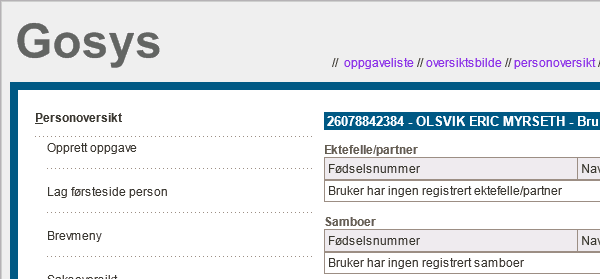 Gosys
// oppgaveliste // oversiktsbilde // personoversikt /
Personoversikt
Opprett oppgave
Lag førsteside person
Brevmeny
Saksoversikt
26078842384 - OLSVIK ERIC MYRSETH - Bru
Ektefelle/partner
Fødselsnummer Nav
Bruker har ingen registrert ektefelle/partner
Samboer
Fødselsnummer Nav
Bruker har ingen registrert samboer